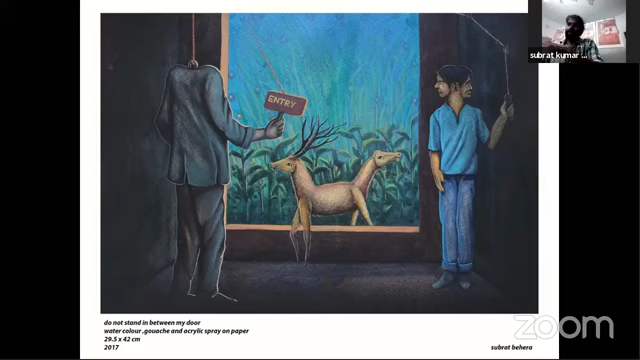 subrat kumar ...
ENTRY
do not stand in between my door
water colour ,gouache and acrylic spray on paper
29.5 x 42 cm
2017
subrat behera
zoom